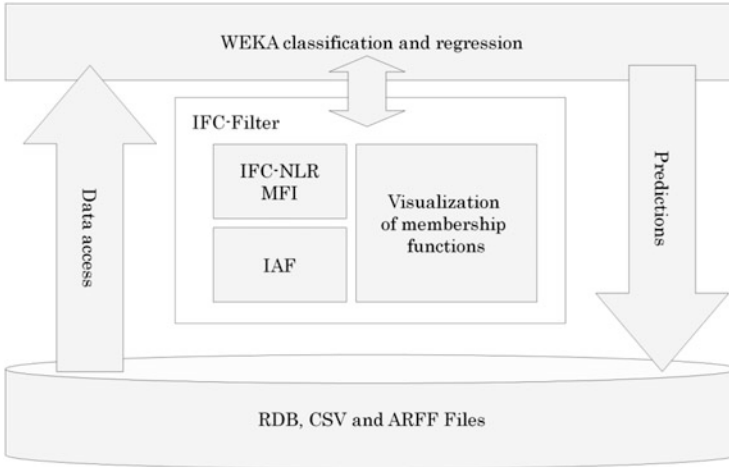 WEKA classification and regression
IFC-Filter
IFC-NLR
MFI
IAF
Visualization
of membership
functions
Data access
Predictions
RDB, CSV and ARFF Files